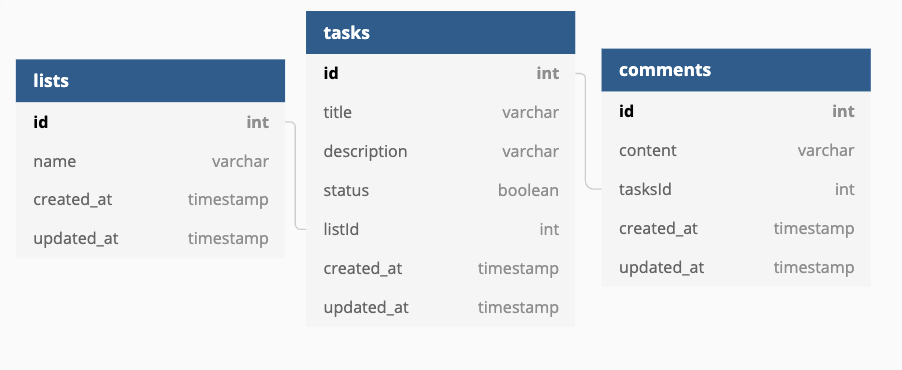 lists
id int
name varchar
created_at timestamp
updated_at timestamp
tasks
id int
title varchar
description varchar
status boolean
listId int
created_at timestamp
updated_at timestamp
comments
id int
content varchar
tasksId int
created_at timestamp
updated_at timestamp